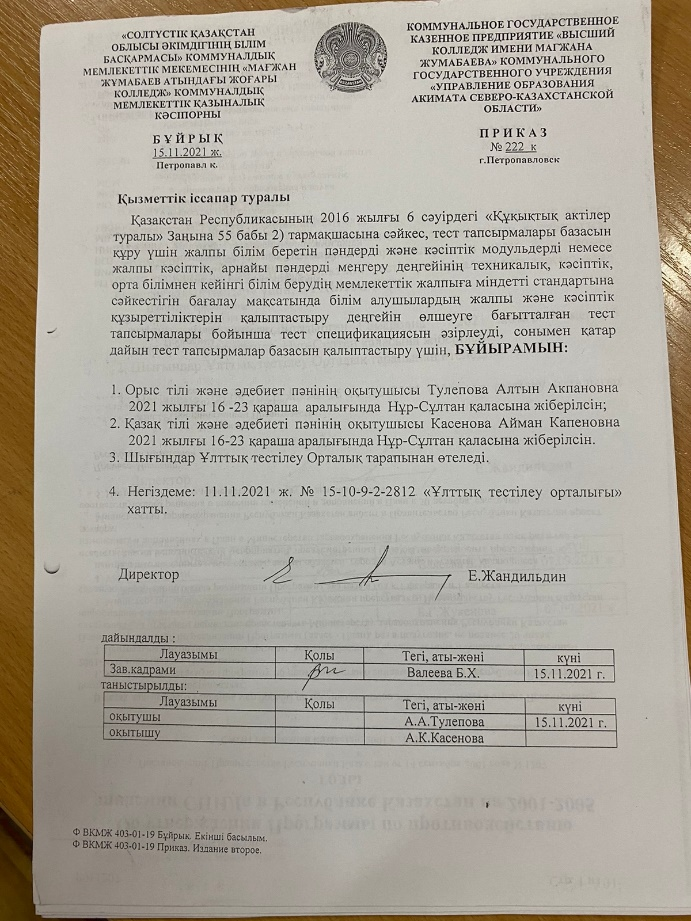 «СОЛТҮСТІК ҚАЗАҚСТАН
ОБЛЫСЫ ӘКІМДІГІНІҢ БІЛІМ
БАСҚАРМАСЫ» КОММУНАЛДЫҚ
МЕМЛЕКЕТТІК МЕКЕМЕСІНІҢ «МАҒЖАН
ЖҰМАБАЕВ АТЫНДАҒЫ ЖОҒАРЫ
КОЛЛЕДЖ» КОММУНАЛДЫҚ
МЕМЛЕКЕТТІК ҚАЗЫНАЛЫҚ
КӘСІПОРНЫ
БҰЙРЫҚ
15.11.2021 ж.
Петропавл қ.
КОММУНАЛЬНОЕ ГОСУДАРСТВЕННОЕ
КАЗЕННОЕ ПРЕДПРИЯТИЕ «ВЫСШИЙ
КОЛЛЕДЖ ИМЕНИ МАГЖАНА
ЖУМАБАЕВА» КОММУНАЛЬНОГО
ГОСУДАРСТВЕННОГО УЧРЕЖДЕНИЯ
«УПРАВЛЕНИЕ ОБРАЗОВАНИЯ
АКИМАТА СЕВЕРО-КАЗАХСТАНСКОЙ
ОБЛАСТИ»
ПРИКАЗ
№ 222 к
г.Петропавловск
Қызметтік іссапар туралы
Қазақстан Республикасының 2016 жылғы 6 сәуірдегі «Құқықтық актілер
туралы» Заңына 55 бабы 2) тармақшасына сәйкес, тест тапсырмалары базасын
құру үшін жалпы білім беретін пәндерді және кәсіптік модульдерді немесе
жалпы кәсіптік, арнайы пәндерді меңгеру деңгейінің техникалық, кәсіптік,
орта білімнен кейінгі білім берудің мемлекеттік жалпыға міндетті стандартына
сәйкестігін бағалау мақсатында білім алушылардың жалпы және кәсіптік
құзыреттіліктерін қалыптастыру деңгейін өлшеуге бағытталған тест
тапсырмалары бойынша тест спецификациясын әзірлеуді, сонымен қатар
дайын тест тапсырмалар базасын қалыптастыру үшін, БҰЙЫРАМЫН:
1. Орыс тілі және әдебиет пәнінің оқытушысы Тулепова Алтын Акпановна
2021 жылғы 16 -23 қараша аралығында Нұр-Сұлтан қаласына жіберілсін;
2. Қазақ тілі және әдебиеті пәнінің оқытушысы Касенова Айман Капеновна
2021 жылғы 16-23 қараша аралығында Нұр-Сұлтан қаласына жіберілсін.
3. Шығындар Ұлттық тестілеу Орталық тарапынан өтеледі.
4. Негіздеме: 11.11.2021 ж. № 15-10-9-2-2812 «Ұлттық тестілеу орталығы»
хатты.
Директор Е.Жандильдин
дайындалды :
Лауазымы Қолы Тегі, аты-жөні күні
Зав.кадрами Валеева Б.Х. 15.11.2021 г.
таныстырылды:
Лауазымы Қолы Тегі, аты-жөні күні
оқытушы А.А.Тулепова 15.11.2021 г.
оқытышу А.К.Касенова
Ф ВКМЖ 403-01-19 Бұйрык. Екінші басылым.
Ф ВКМЖ 403-01-19 Приказ. Издание второе.